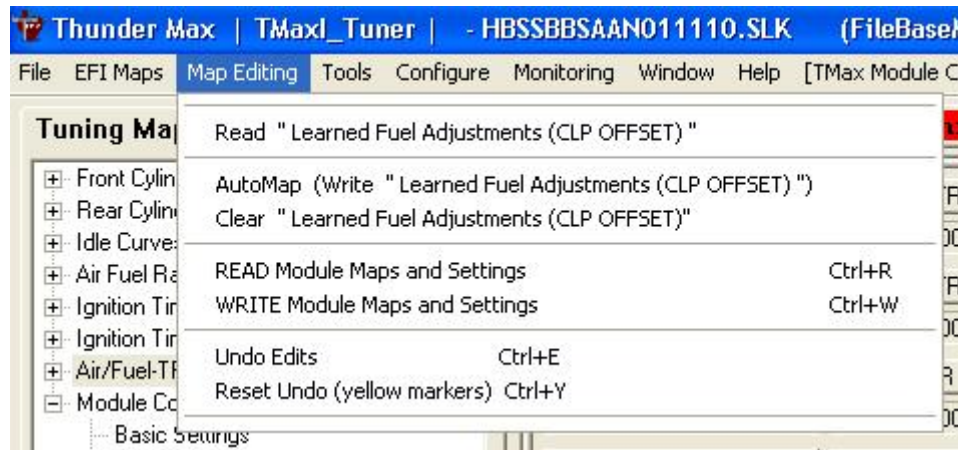 Thunder Max | TMaxI_Tuner | - HBSSBBSAAN011110.SLK (FileBase
File EFI Maps Map Editing Tools Configure Monitoring Window Help [TMax Module
Tuning Ma
Read " Learned Fuel Adjustments (CLP OFFSET) "
Front Cylin
AutoMap (Write " Learned Fuel Adjustments (CLP OFFSET) ")
Rear Cylin
Clear " Learned Fuel Adjustments (CLP OFFSET)"
Idle Curve
Air Fuel Ra
READ Module Maps and Settings Ctrl+R
Ignition Tir
WRITE Module Maps and Settings Ctrl+W
Ignition Tir
Undo Edits Ctrl+E
Air/Fuel-TF
Reset Undo (yellow markers) Ctrl+Y
Module Co
Basic Settings